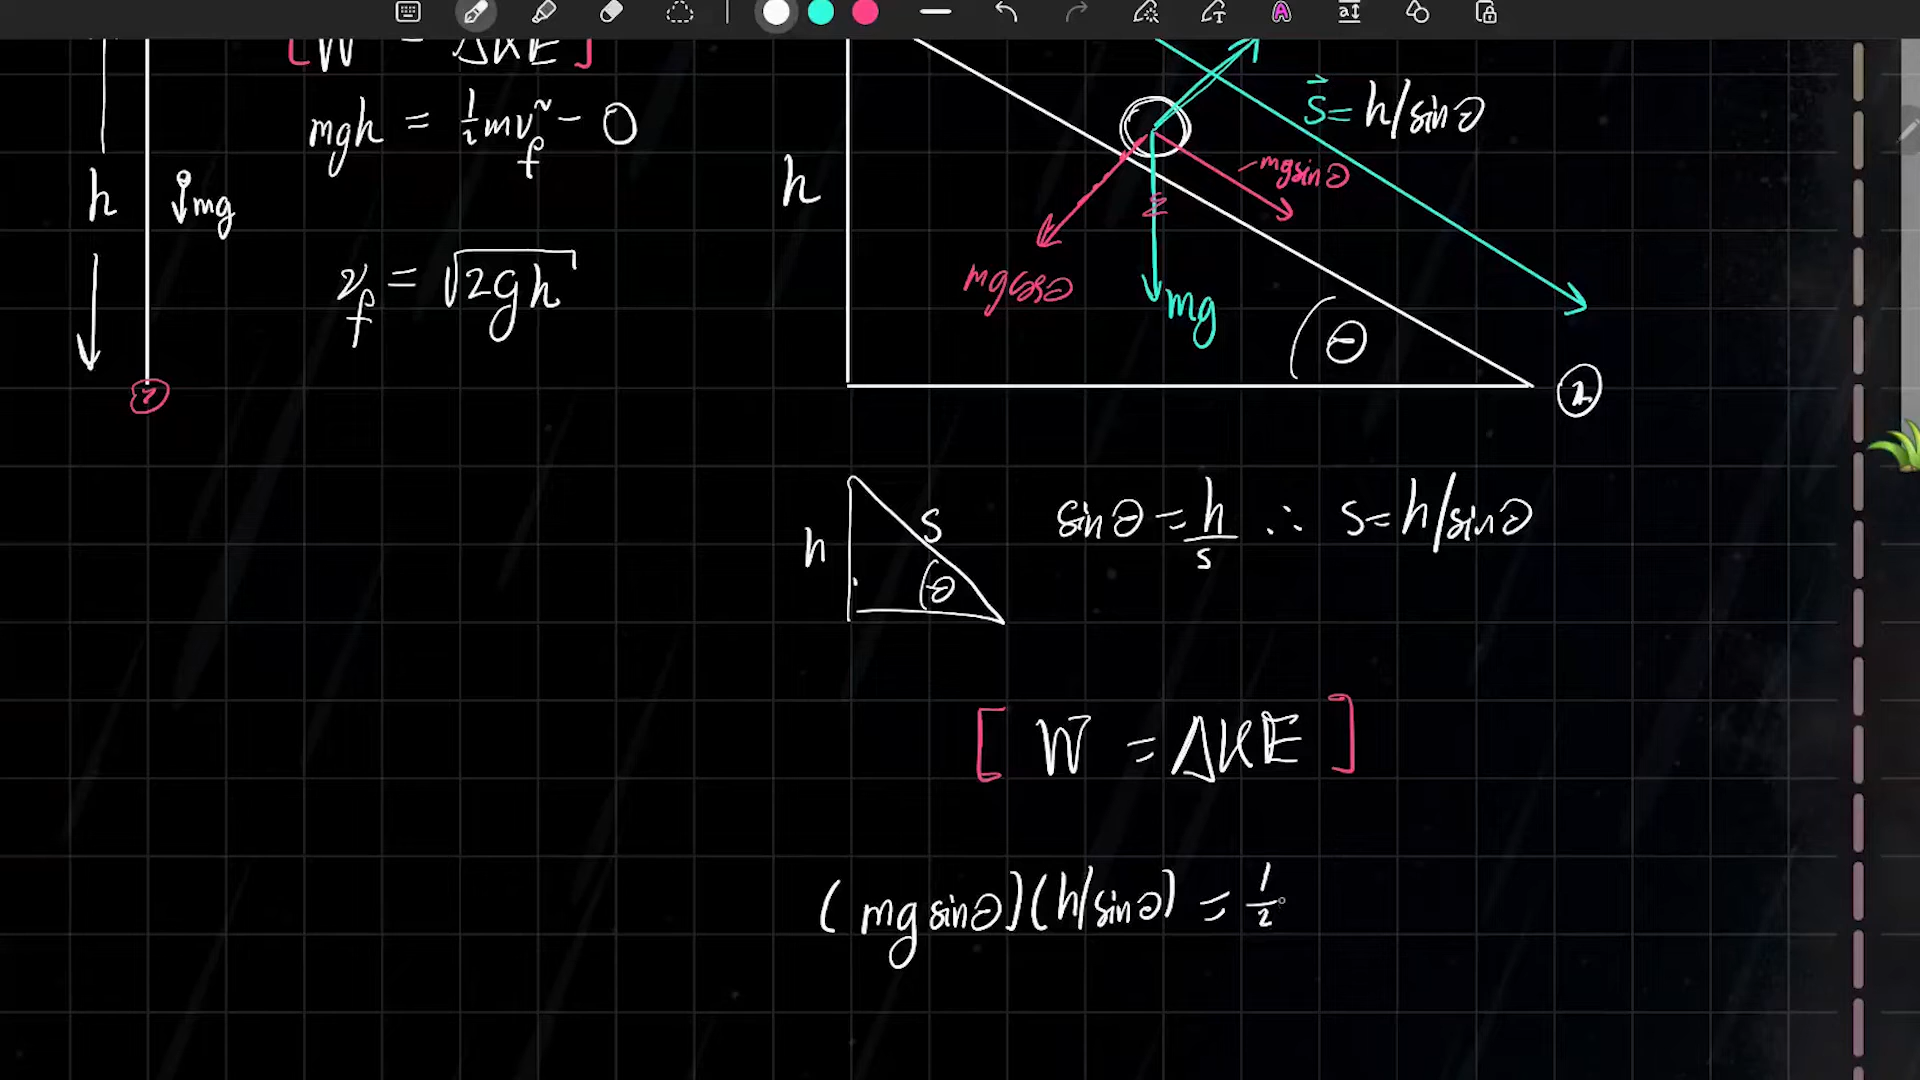 [W = ΔKE]
mgh = ½mv_f² - 0
h
mg
v_f = √2gh
2
s⃗ = h/sinθ
mgsinθ
h
mgcosθ
mg
θ
2
h
s
θ
sinθ = h/s ∴ s = h/sinθ
[W = ΔKE]
(mg sinθ)(h/sinθ) = ½